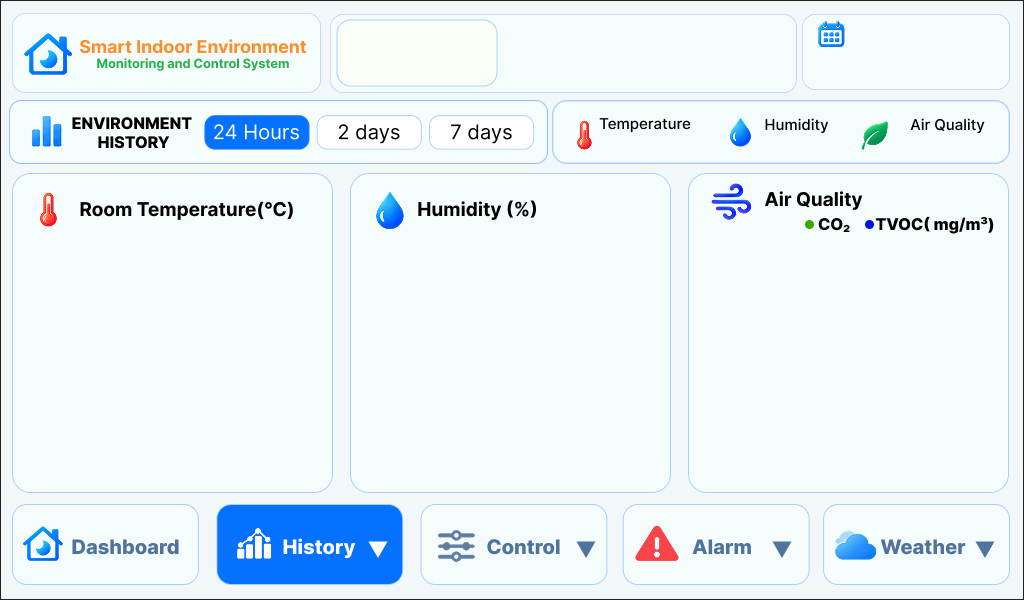 Smart Indoor Environment
Monitoring and Control System
ENVIRONMENT
HISTORY
24 Hours
2 days
7 days
Temperature
Humidity
Air Quality
Room Temperature(°C)
Humidity (%)
Air Quality
CO₂
TVOC( mg/m³)
Dashboard
History ▼
Control ▼
Alarm ▼
Weather ▼